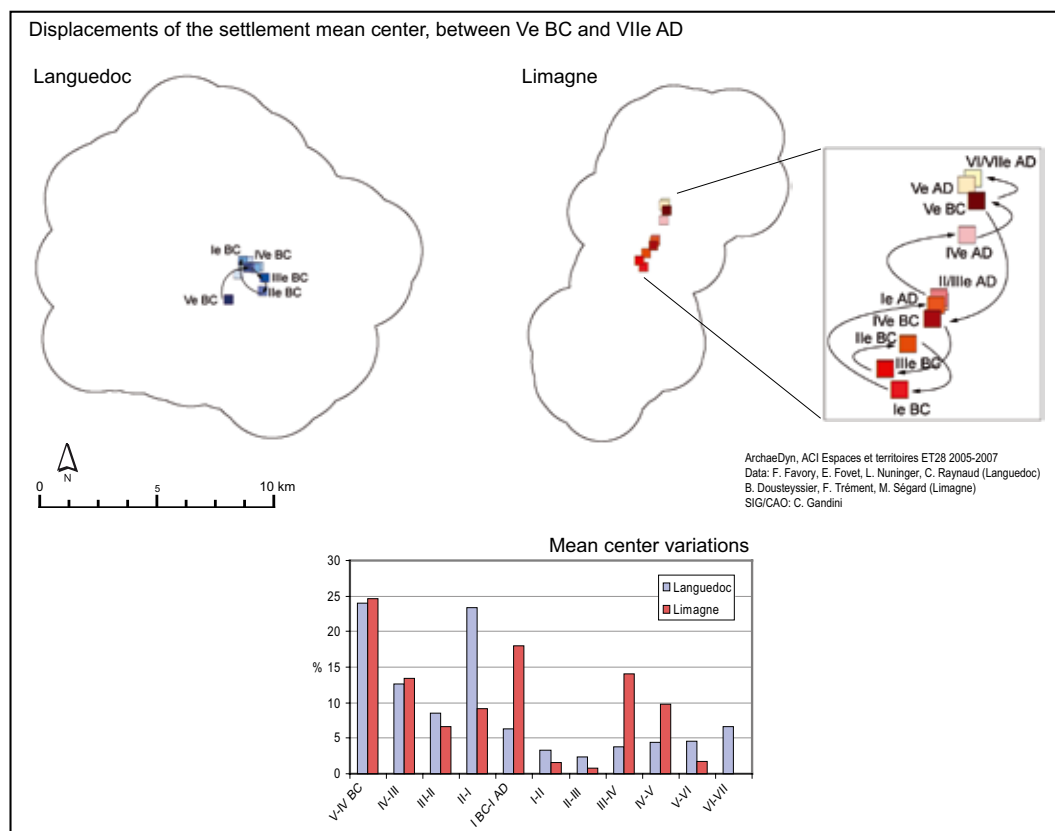 Displacements of the settlement mean center, between Ve BC and VIIe AD
Languedoc
Limagne
Ie BC
IVe BC
IIIe BC
IIe BC
Ve BC
VI/VIIe AD
Ve AD
Ve BC
IVe AD
II/IIIe AD
Ie AD
IVe BC
IIe BC
IIIe BC
Ie BC
N
0 5 10 km
ArchaeDyn, ACI Espaces et territoires ET28 2005-2007
Data: F. Favory, E. Fovet, L. Nuninger, C. Raynaud (Languedoc)
B. Dousteyssier, F. Trément, M. Ségard (Limagne)
SIG/CAO: C. Gandini
Mean center variations
Languedoc
Limagne
%
30
25
20
15
10
5
0
V-IV BC
IV-III
III-II
II-I
I BC-I AD
I-II
II-III
III-IV
IV-V
V-VI
VI-VII